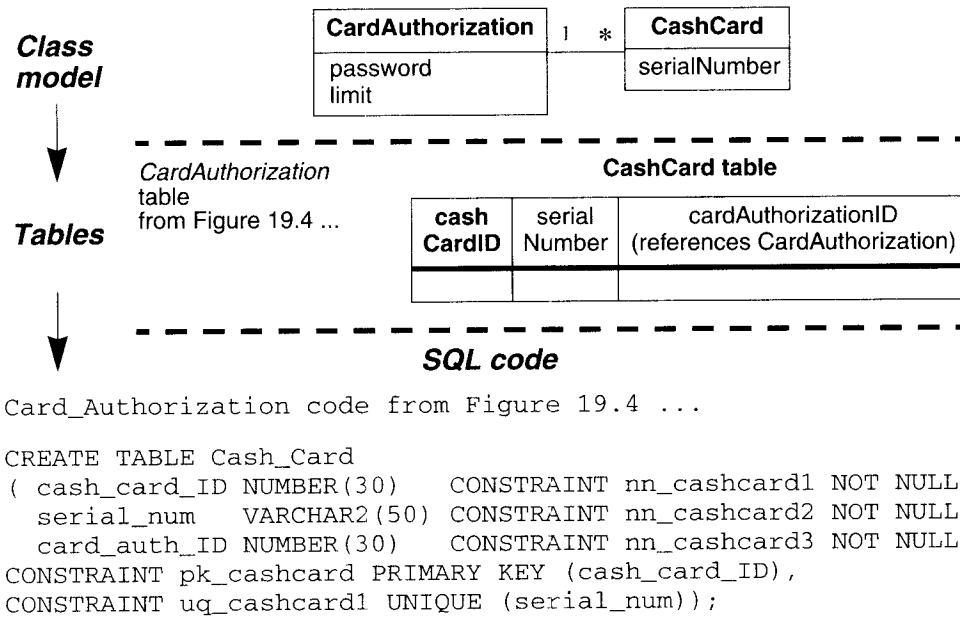 Class
model
CardAuthorization
password
limit
1 *
CashCard
serialNumber
CardAuthorization
table
from Figure 19.4 ...
Tables
CashCard table
cash
CardID
serial
Number
cardAuthorizationID
(references CardAuthorization)
SQL code
Card_Authorization code from Figure 19.4 ...
CREATE TABLE Cash_Card
( cash_card_ID NUMBER(30) CONSTRAINT nn_cashcard1 NOT NULL
serial_num VARCHAR2(50) CONSTRAINT nn_cashcard2 NOT NULL
card_auth_ID NUMBER(30) CONSTRAINT nn_cashcard3 NOT NULL
CONSTRAINT pk_cashcard PRIMARY KEY (cash_card_ID),
CONSTRAINT uq_cashcard1 UNIQUE (serial_num));